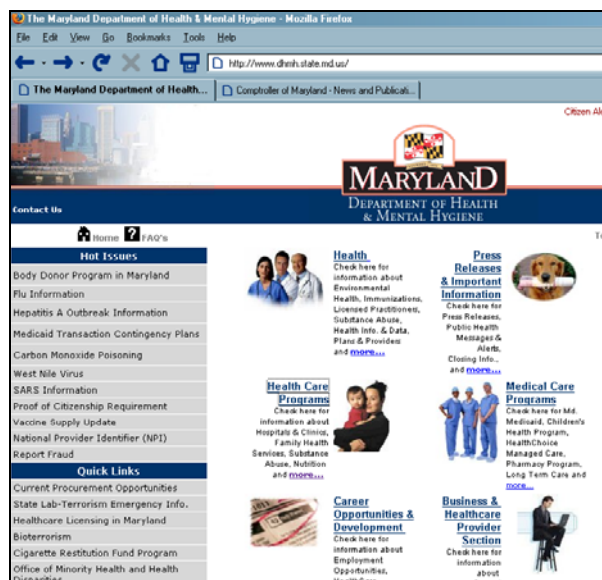 The Maryland Department of Health & Mental Hygiene - Mozilla Firefox
File Edit View Go Bookmarks Tools Help
http://www.dhmh.state.md.us/
The Maryland Department of Health... Comptroller of Maryland - News and Publicati...
Citizen Al
MARYLAND
DEPARTMENT OF HEALTH
& MENTAL HYGIENE
Contact Us
Home FAQ's
Hot Issues
Body Donor Program in Maryland
Flu Information
Hepatitis A Outbreak Information
Medicaid Transaction Contingency Plans
Carbon Monoxide Poisoning
West Nile Virus
SARS Information
Proof of Citizenship Requirement
Vaccine Supply Update
National Provider Identifier (NPI)
Report Fraud
Quick Links
Current Procurement Opportunities
State Lab-Terrorism Emergency Info.
Healthcare Licensing in Maryland
Bioterrorism
Cigarette Restitution Fund Program
Office of Minority Health and Health
Disparities
Health
Check here for
information about
Environmental
Health, Immunizations,
Licensed Practitioners,
Substance Abuse,
Health Info. & Data,
Plans & Providers
and more...
Press
Releases
& Important
Information
Check here for
Press Releases,
Public Health
Messages &
Alerts,
Closing Info..,
and more...
Health Care
Programs
Check here for
information about
Hospitals & Clinics,
Family Health
Services, Substance
Abuse, Nutrition
and more...
Medical Care
Programs
Check here for Md.
Medicaid, Children's
Health Program,
HealthChoice
Managed Care,
Pharmacy Program,
Long Term Care and
more...
Career
Opportunities &
Development
Check here for
information about
Employment
Opportunities,
Business &
Healthcare
Provider
Section
Check here for
information
about